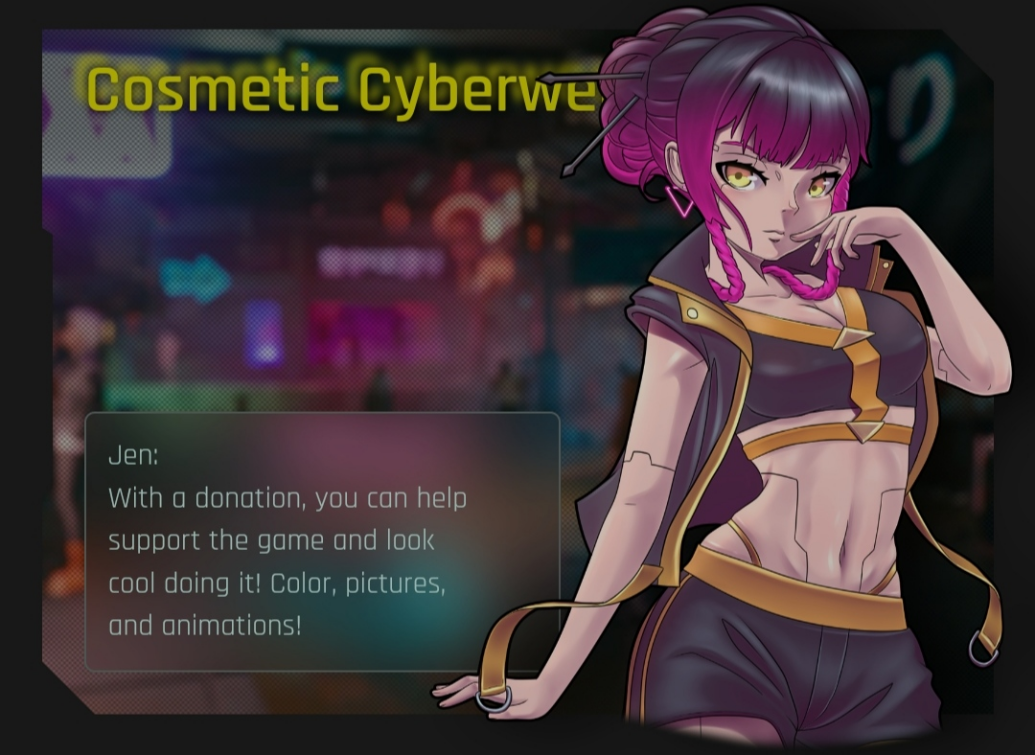 Cosmetic Cyberwe
Jen:
With a donation, you can help
support the game and look
cool doing it! Color, pictures,
and animations!